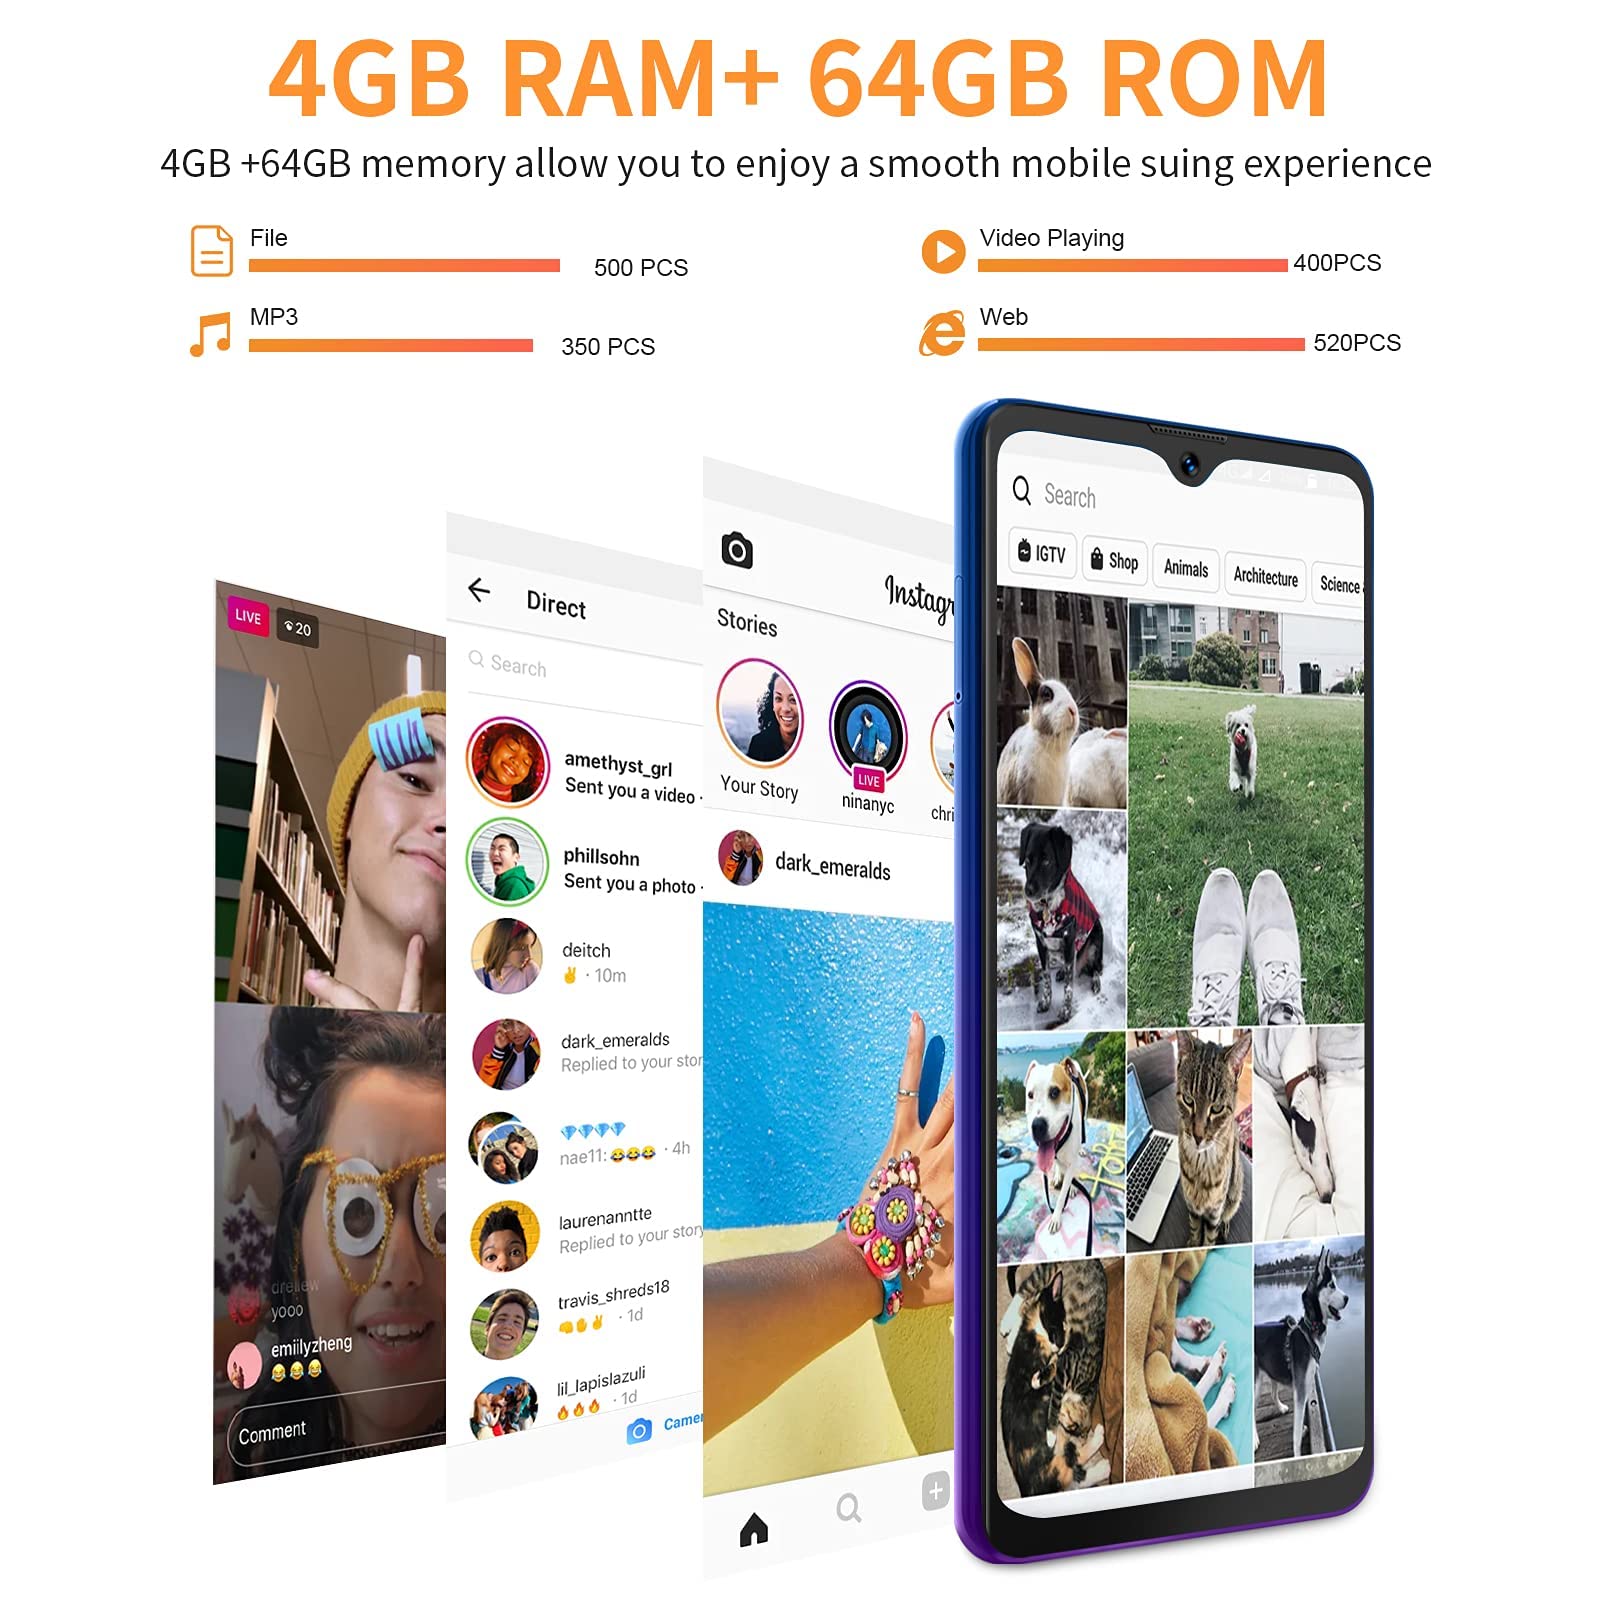 4GB RAM+ 64GB ROM
4GB +64GB memory allow you to enjoy a smooth mobile suing experience
File
500 PCS
Video Playing
400PCS
MP3
350 PCS
Web
520PCS
LIVE
20
drellew
yooo
emiilyzheng
Comment
Direct
Search
amethyst_grl
Sent you a video ·
phillsohn
Sent you a photo ·
deitch
· 10m
dark_emeralds
Replied to your stor
nae11: 😂😂😂 · 4h
laurenanntte
Replied to your story
travis_shreds18
· 1d
lil_lapislazuli
· 1d
Camer
Instagr
Stories
LIVE
Your Story
ninanyc
chri
dark_emeralds
Search
IGTV
Shop
Animals
Architecture
Science